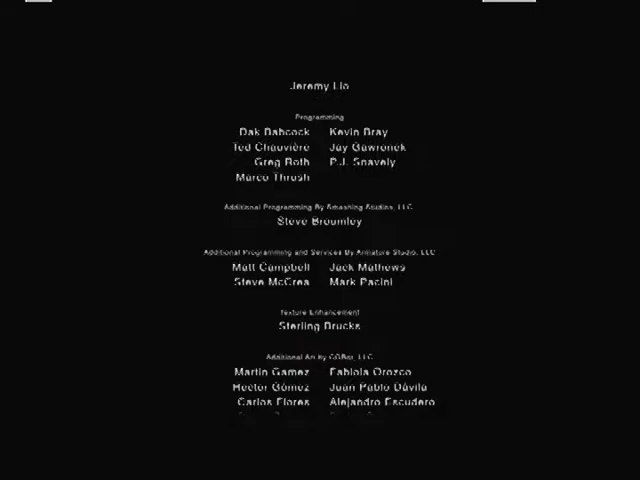 Jeremy Lio
Programming
Dak Babcock Kevin Bray
Ted Chauvière Jay Gawronek
Greg Roth P.J. Snavely
Marco Thrush
Additional Programming By Smashing Studios, LLC
Steve Broumley
Additional Programming and Services By Armature Studio, LLC
Matt Campbell Jack Mathews
Steve McCrea Mark Pacini
Texture Enhancement
Sterling Brucks
Additional Art By CGBot, LLC
Martin Gamez Fabiola Orozco
Hector Gómez Juan Pablo Dávila
Carlos Flores Alejandro Escudero